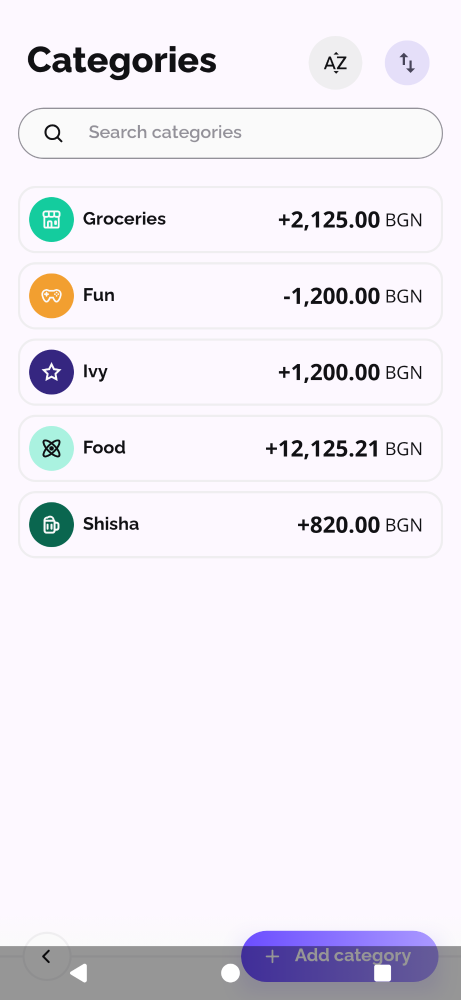 Categories
AZ
Search categories
Groceries +2,125.00 BGN
Fun -1,200.00 BGN
Ivy +1,200.00 BGN
Food +12,125.21 BGN
Shisha +820.00 BGN
Add category